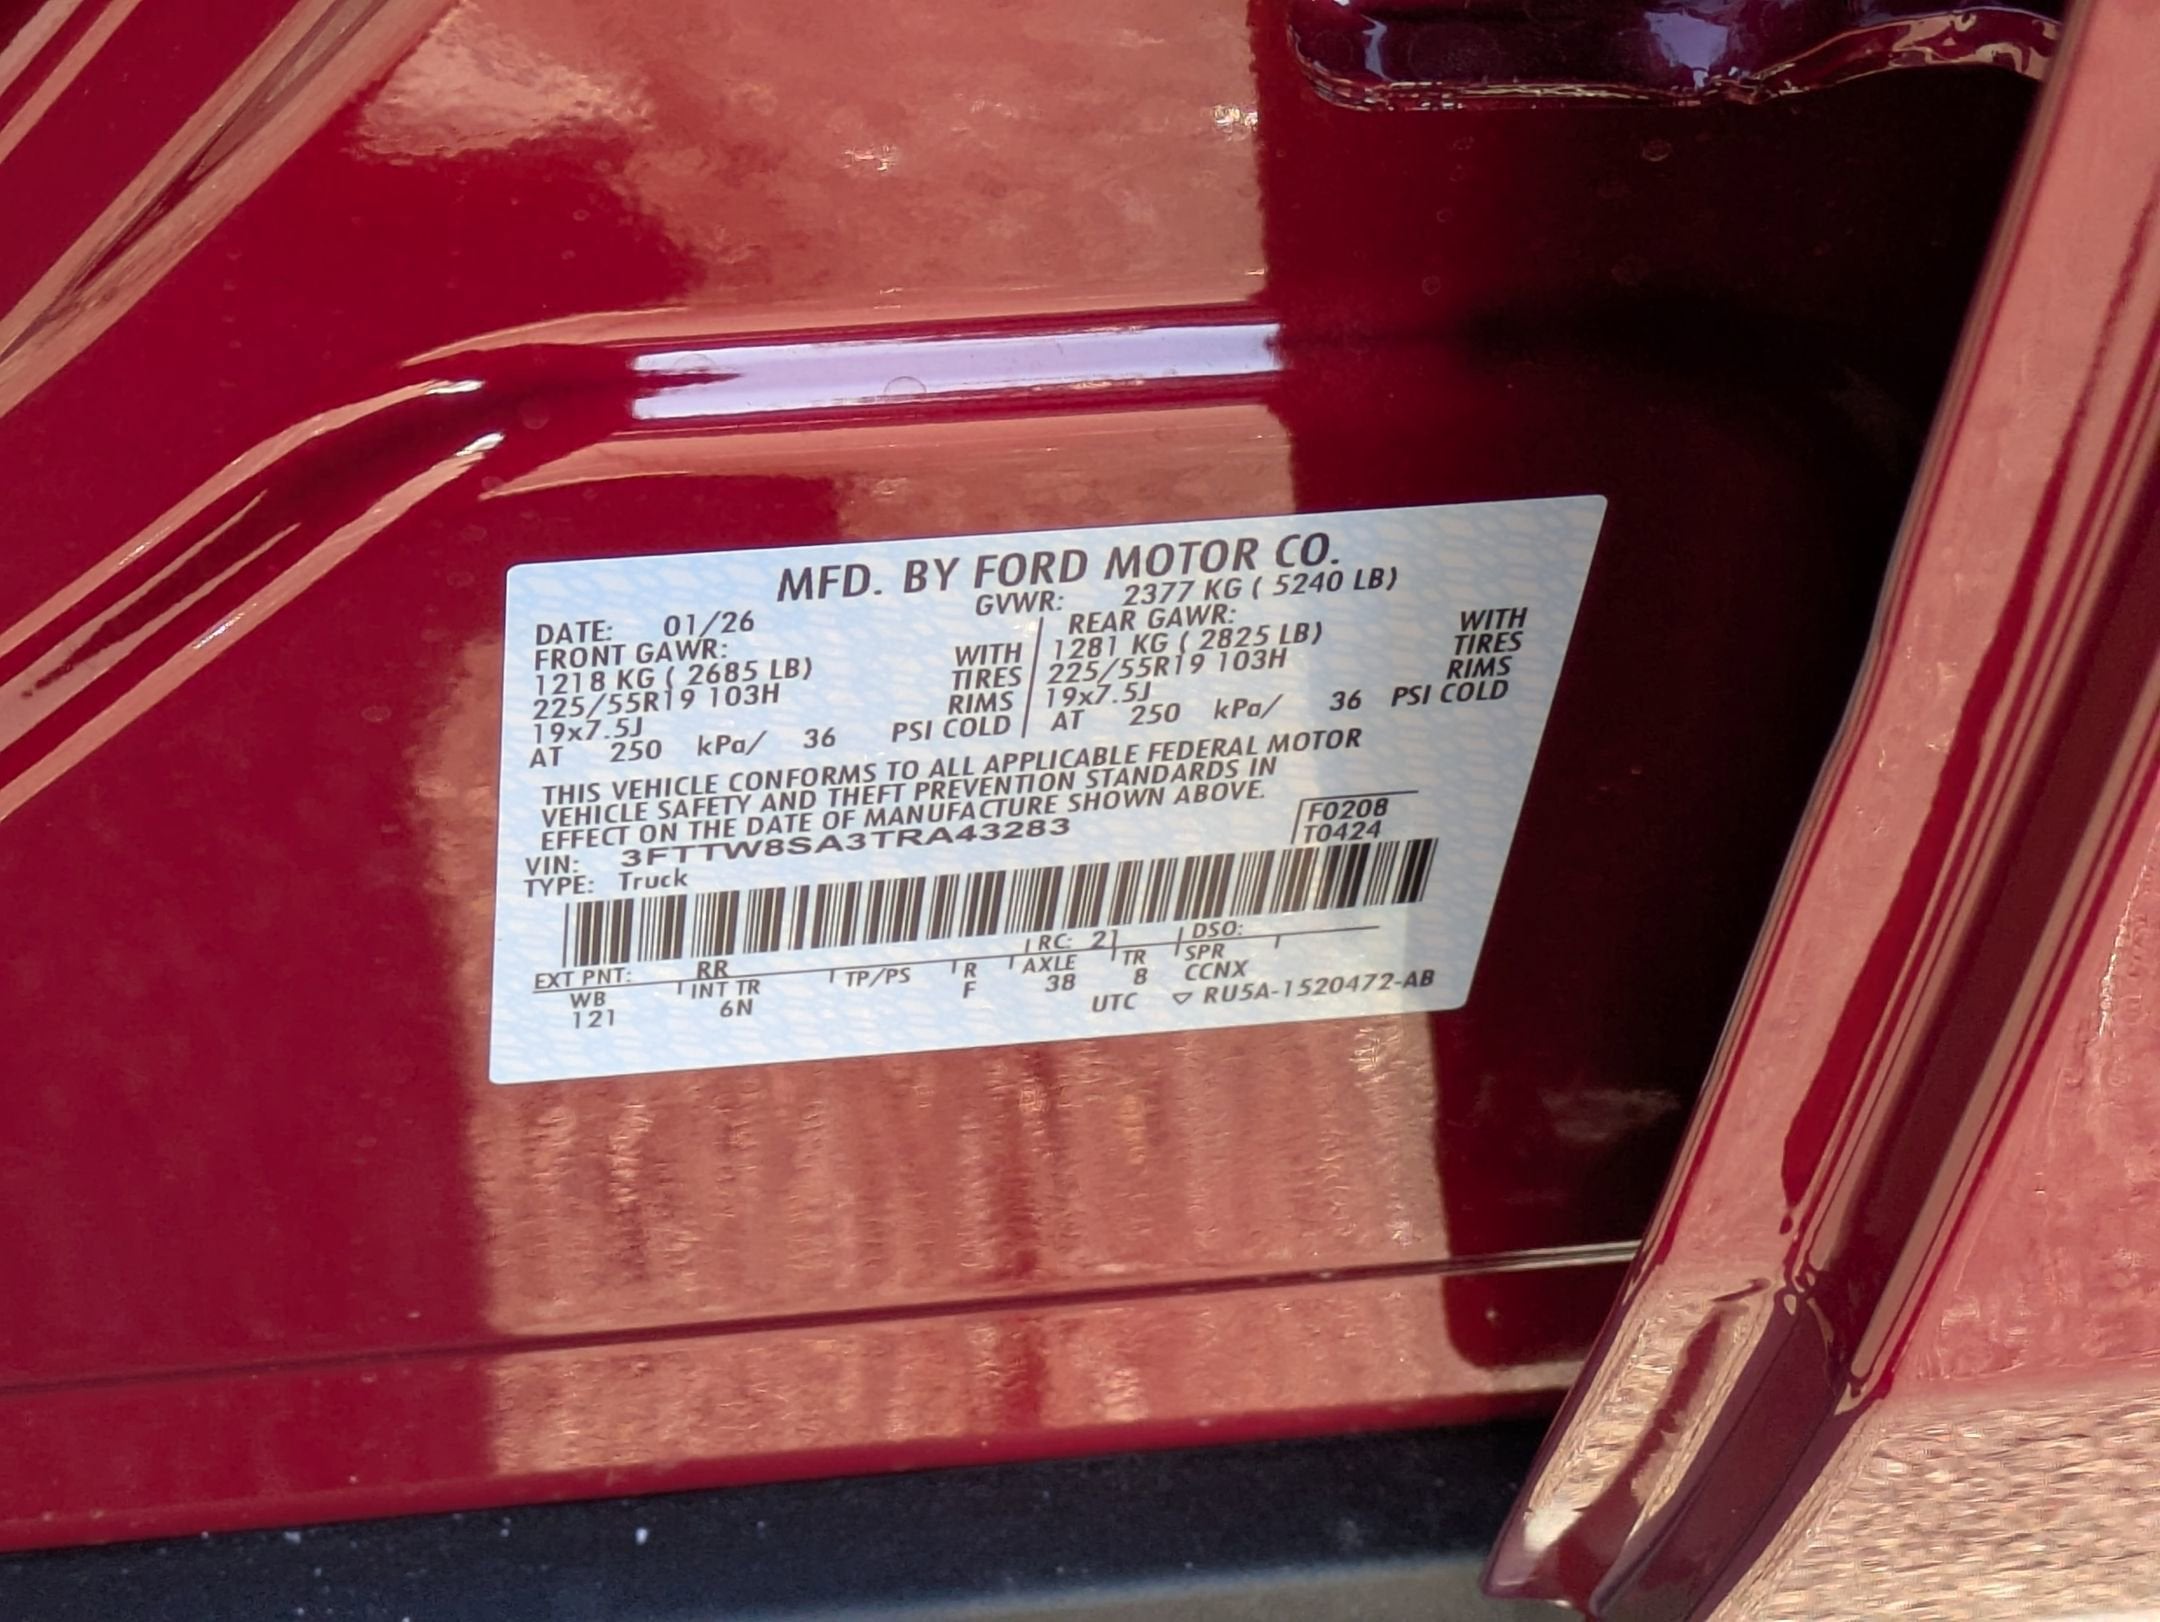 MFD. BY FORD MOTOR CO.
DATE: 01/26 GVWR: 2377 KG ( 5240 LB)
FRONT GAWR: REAR GAWR:
1218 KG ( 2685 LB) WITH 1281 KG ( 2825 LB) WITH
225/55R19 103H TIRES 225/55R19 103H TIRES
19x7.5J RIMS 19x7.5J RIMS
AT 250 kPa/ 36 PSI COLD AT 250 kPa/ 36 PSI COLD
THIS VEHICLE CONFORMS TO ALL APPLICABLE FEDERAL MOTOR
VEHICLE SAFETY AND THEFT PREVENTION STANDARDS IN
EFFECT ON THE DATE OF MANUFACTURE SHOWN ABOVE.
F0208
VIN: 3FTTW8SA3TRA43283 T0424
TYPE: Truck
EXT PNT: RR RC: 21 DSO:
WB INT TR TP/PS R AXLE TR SPR
121 6N F 38 8 CCNX
UTC ▽ RU5A-1520472-AB